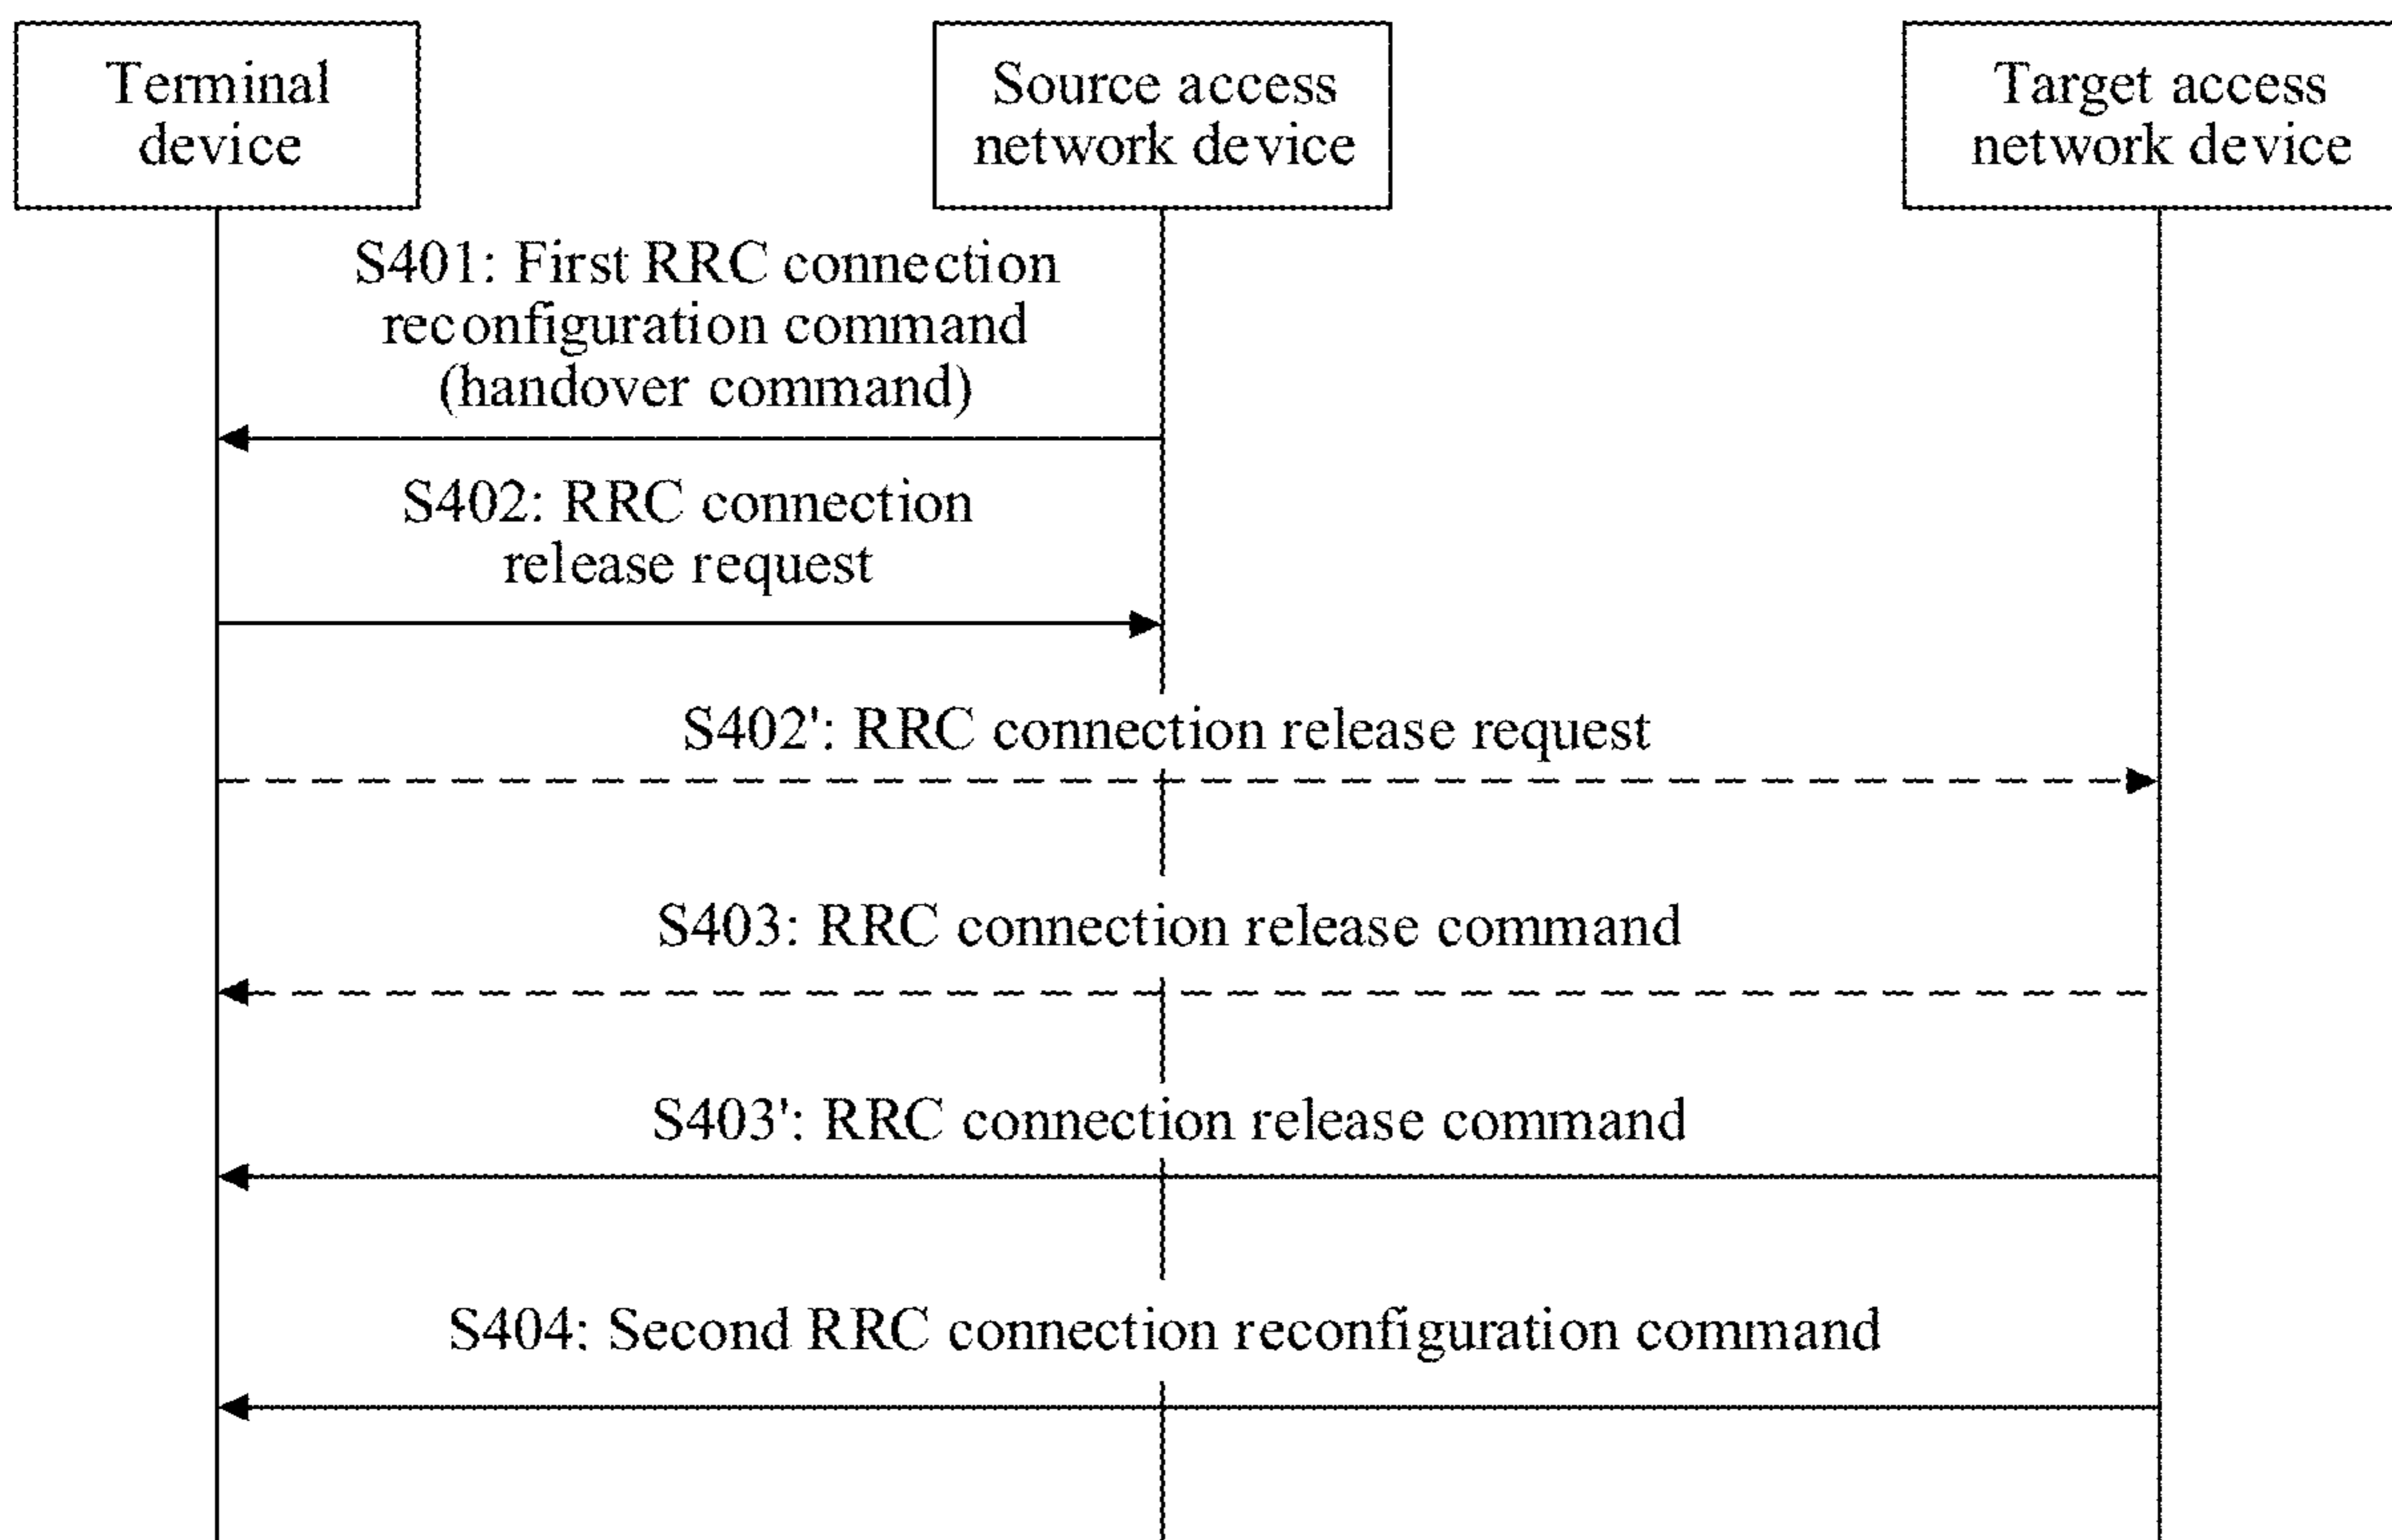 Terminal
device
Source access
network device
Target access
network device
S401: First RRC connection
reconfiguration command
(handover command)
S402: RRC connection
release request
S402': RRC connection release request
S403: RRC connection release command
S403': RRC connection release command
S404: Second RRC connection reconfiguration command